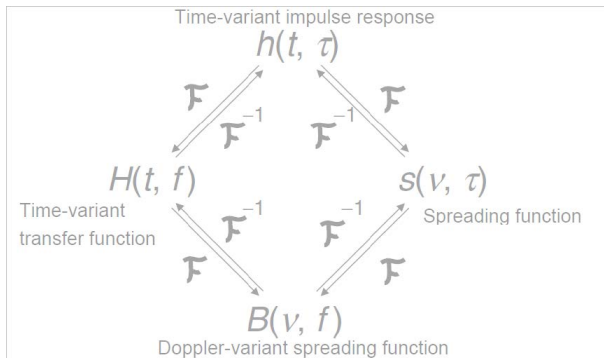 Time-variant impulse response
h(t, τ)
𝓕 𝓕
𝓕⁻¹ 𝓕⁻¹
H(t, f) s(ν, τ)
Time-variant
transfer function
Spreading function
𝓕⁻¹ 𝓕⁻¹
𝓕 𝓕
B(ν, f)
Doppler-variant spreading function